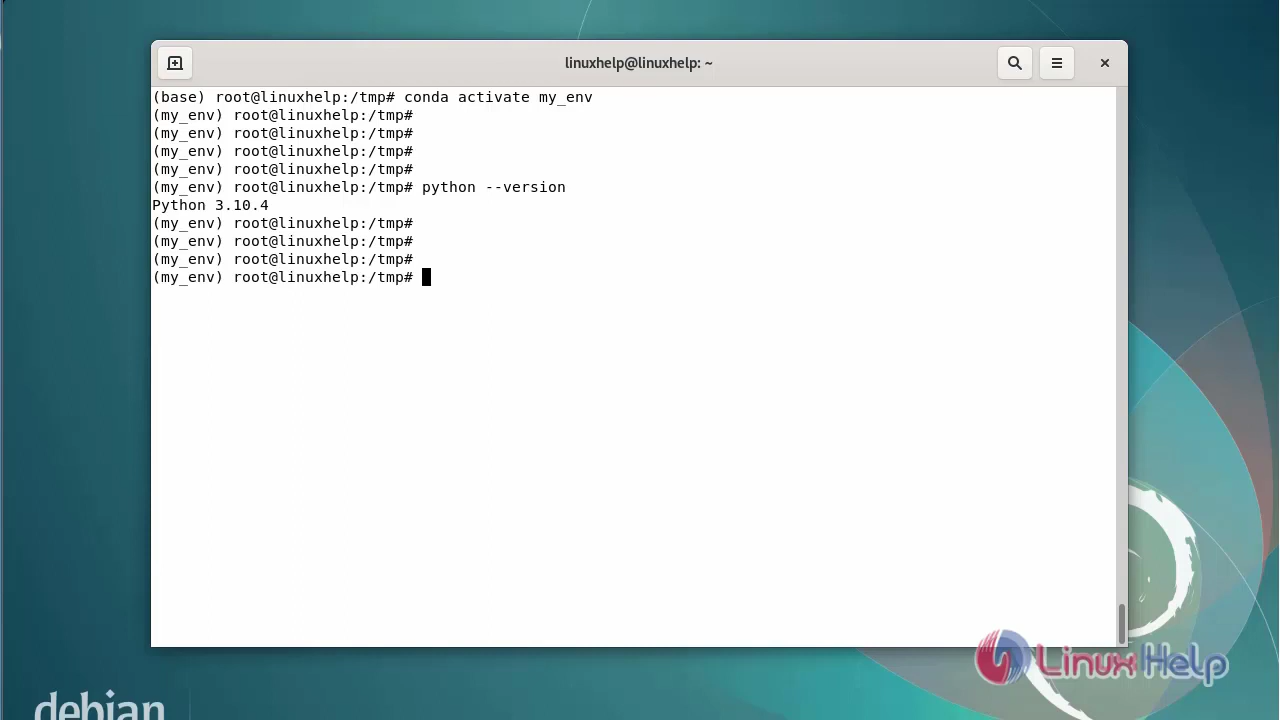 linuxhelp@linuxhelp: ~
(base) root@linuxhelp:/tmp# conda activate my_env
(my_env) root@linuxhelp:/tmp#
(my_env) root@linuxhelp:/tmp#
(my_env) root@linuxhelp:/tmp#
(my_env) root@linuxhelp:/tmp#
(my_env) root@linuxhelp:/tmp# python --version
Python 3.10.4
(my_env) root@linuxhelp:/tmp#
(my_env) root@linuxhelp:/tmp#
(my_env) root@linuxhelp:/tmp#
(my_env) root@linuxhelp:/tmp#
Linux Help
debian